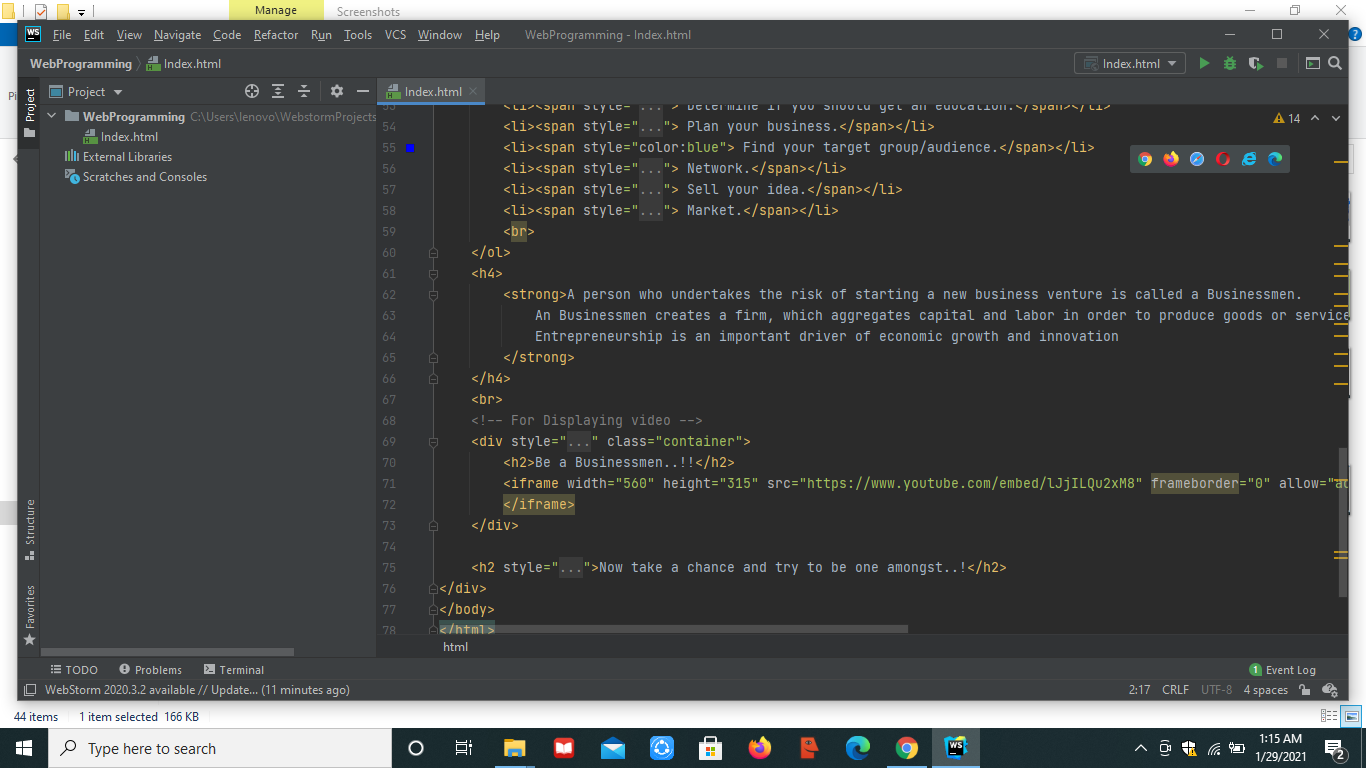 Manage
Screenshots
WS File Edit View Navigate Code Refactor Run Tools VCS Window Help WebProgramming - Index.html
WebProgramming Index.html
Index.html
Project
Project
Index.html
WebProgramming C:\Users\lenovo\WebstormProjects
Index.html
External Libraries
Scratches and Consoles
Structure
Favorites
14
53 <li><span style="..."> Determine if you should get an education.</span></li>
54 <li><span style="..."> Plan your business.</span></li>
55 <li><span style="color:blue"> Find your target group/audience.</span></li>
56 <li><span style="..."> Network.</span></li>
57 <li><span style="..."> Sell your idea.</span></li>
58 <li><span style="..."> Market.</span></li>
59 <br>
60 </ol>
61 <h4>
62 <strong>A person who undertakes the risk of starting a new business venture is called a Businessmen.
63 An Businessmen creates a firm, which aggregates capital and labor in order to produce goods or service
64 Entrepreneurship is an important driver of economic growth and innovation
65 </strong>
66 </h4>
67 <br>
68 <!-- For Displaying video -->
69 <div style="..." class="container">
70 <h2>Be a Businessmen..!!</h2>
71 <iframe width="560" height="315" src="https://www.youtube.com/embed/lJjILQu2xM8" frameborder="0" allow="ac
72 </iframe>
73 </div>
74
75 <h2 style="...">Now take a chance and try to be one amongst..!</h2>
76 </div>
77 </body>
78 </html>
html
TODO Problems Terminal
1 Event Log
WebStorm 2020.3.2 available // Update... (11 minutes ago)
2:17 CRLF UTF-8 4 spaces
44 items 1 item selected 166 KB
Type here to search
WS
1:15 AM
1/29/2021
2